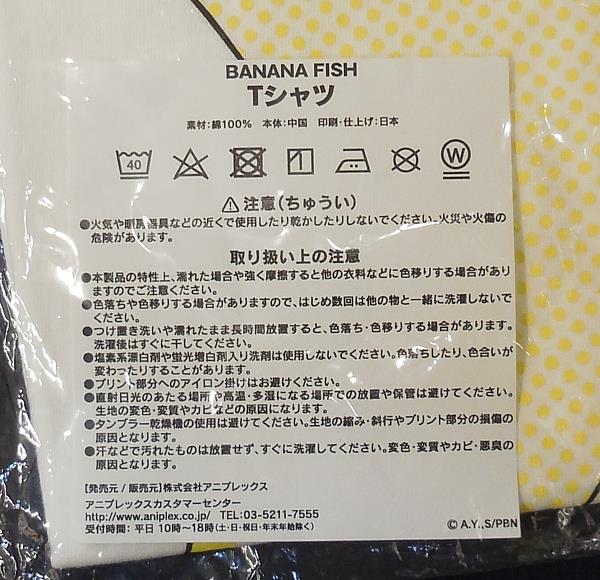 BANANA FISH
Tシャツ
素材:綿100% 本体:中国 印刷・仕上げ:日本
40
W
⚠注意(ちゅうい)
●火気や暖房器具などの近くで使用したり乾かしたりしないでください。火災や火傷の
危険があります。
取り扱い上の注意
●本製品の特性上、濡れた場合や強く摩擦すると他の衣料などに色移りする場合があり
ますのでご注意ください。
●色落ちや色移りする場合がありますので、はじめ数回は他の物と一緒に洗濯しないで
ください。
●つけ置き洗いや濡れたまま長時間放置すると、色落ち・色移りする場合があります。
洗濯後はすぐに干してください。
●塩素系漂白剤や蛍光増白剤入り洗剤は使用しないでください。色落ちしたり、色合いが
変わったりすることがあります。
●プリント部分へのアイロン掛けはお避けください。
●直射日光のあたる場所や高温・多湿になる場所での放置や保管は避けてください。
生地の変色・変質やカビなどの原因になります。
●タンブラー乾燥機の使用は避けてください。生地の縮み・斜行やプリント部分の損傷の
原因となります。
●汗などで汚れたものは放置せず、すぐに洗濯してください。変色・変質やカビ・悪臭の
原因となります。
【発売元 / 販売元】株式会社アニプレックス
アニプレックスカスタマーセンター
http://www.aniplex.co.jp/ TEL:03-5211-7555
受付時間 平日 10時～18時(土・日・祝日・年末年始除く)
© A.Y.,S/PBN